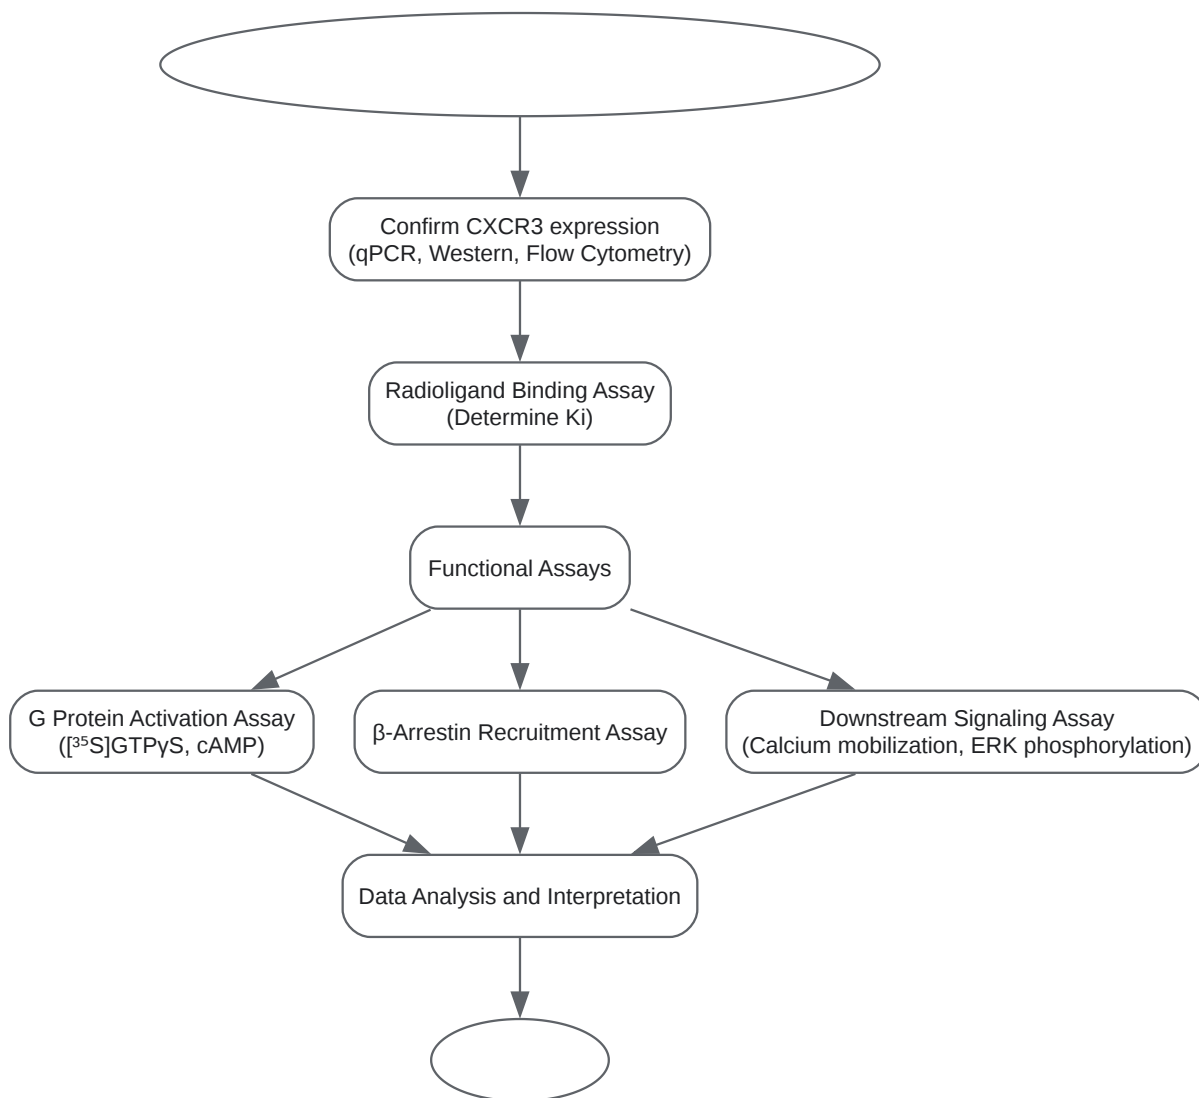 Confirm CXCR3 expression
(qPCR, Western, Flow Cytometry)
Radioligand Binding Assay
(Determine Ki)
Functional Assays
G Protein Activation Assay
([³⁵S]GTPγS, cAMP)
β-Arrestin Recruitment Assay
Downstream Signaling Assay
(Calcium mobilization, ERK phosphorylation)
Data Analysis and Interpretation